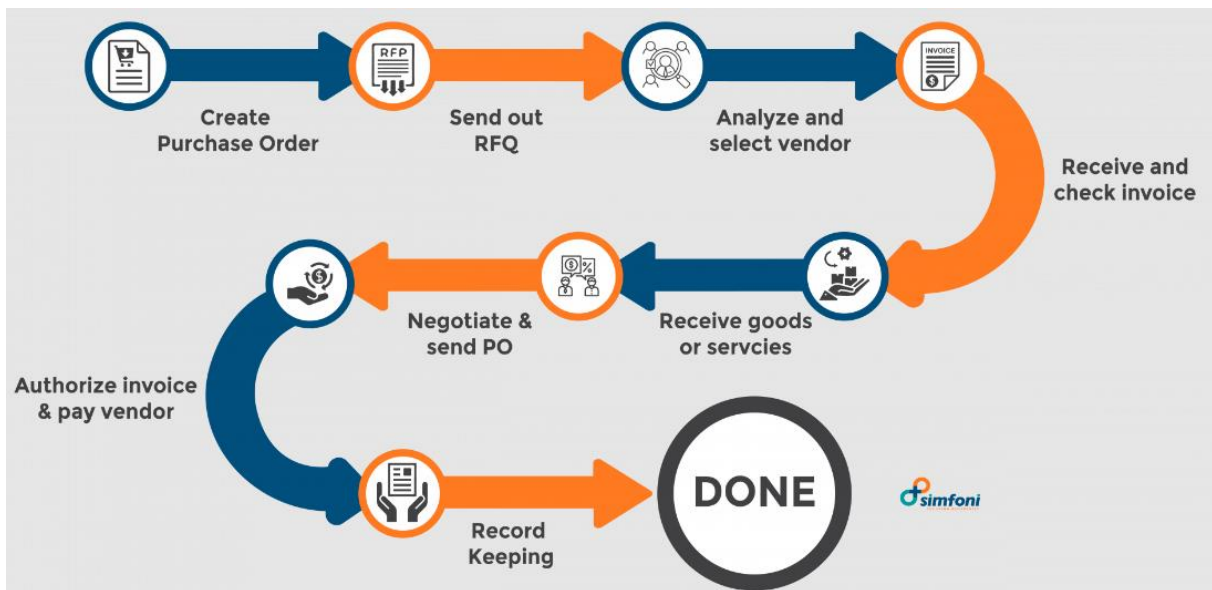 RFP
INVOICE
Create
Purchase Order
Send out
RFQ
Analyze and
select vendor
Receive and
check invoice
Negotiate &
send PO
Receive goods
or servcies
Authorize invoice
& pay vendor
DONE
simfoni
Record
Keeping